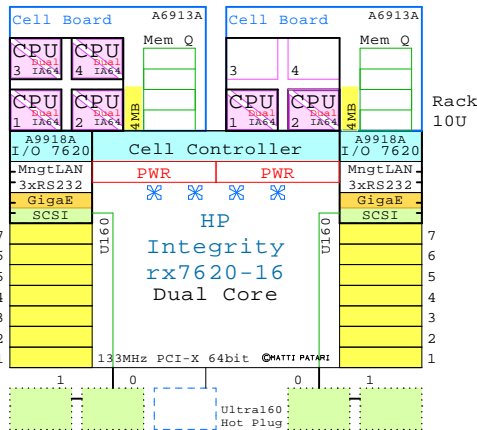 Cell Board A6913A
Cell Board A6913A
Mem Q
Mem Q
CPU Dual 3 IA64
CPU Dual 4 IA64
3
4
CPU Dual 1 IA64
CPU Dual 2 IA64
4MB
CPU Dual 1 IA64
CPU Dual 2 IA64
4MB
Rack
10U
A9918A
I/O 7620
Cell Controller
A9918A
I/O 7620
MngtLAN
3xRS232
GigaE
SCSI
PWR
PWR
MngtLAN
3xRS232
GigaE
SCSI
U160
U160
HP
Integrity
rx7620-16
Dual Core
7
6
5
4
3
2
1
7
6
5
4
3
2
1
133MHz PCI-X 64bit
©MATTI PATARI
1
0
0
1
Ultra160
Hot Plug